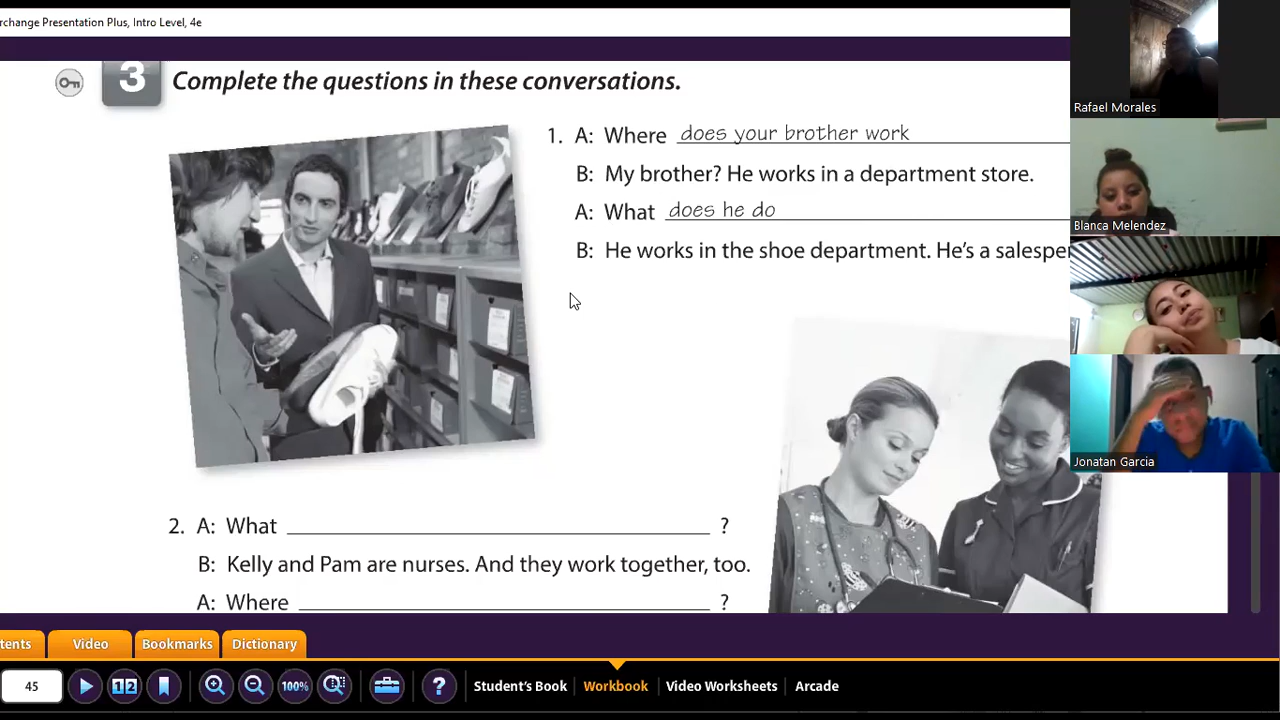 rchange Presentation Plus, Intro Level, 4e
3 Complete the questions in these conversations.
1. A: Where does your brother work
B: My brother? He works in a department store.
A: What does he do
B: He works in the shoe department. He's a salespe
2. A: What ?
B: Kelly and Pam are nurses. And they work together, too.
A: Where ?
Rafael Morales
Blanca Melendez
Jonatan Garcia
tents Video Bookmarks Dictionary
45 12 100% ? Student's Book Workbook Video Worksheets Arcade